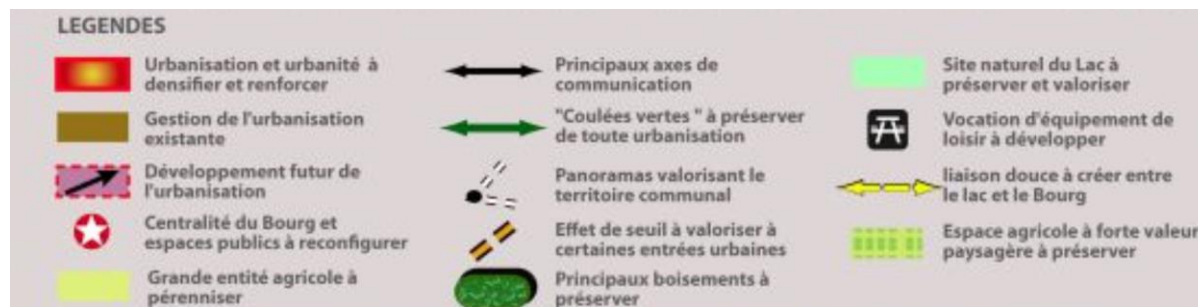 LEGENDES
Urbanisation et urbanité à
densifier et renforcer
Gestion de l'urbanisation
existante
Développement futur de
l'urbanisation
Centralité du Bourg et
espaces publics à reconfigurer
Grande entité agricole à
pérenniser
Principaux axes de
communication
"Coulées vertes " à préserver
de toute urbanisation
Panoramas valorisant le
territoire communal
Effet de seuil à valoriser à
certaines entrées urbaines
Principaux boisements à
préserver
Site naturel du Lac à
préserver et valoriser
Vocation d'équipement de
loisir à développer
liaison douce à créer entre
le lac et le Bourg
Espace agricole à forte valeur
paysagère à préserver